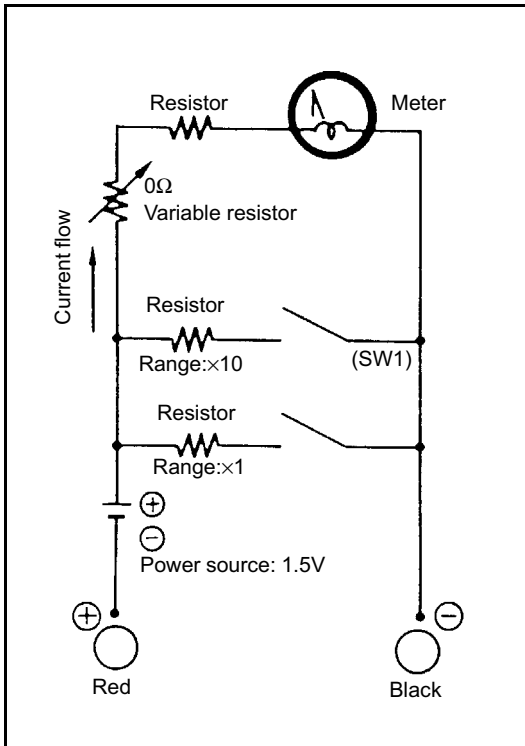 Resistor
Meter
0Ω
Variable resistor
Current flow
Resistor
Range:×10
(SW1)
Resistor
Range:×1
⊕
⊖
Power source: 1.5V
⊕
⊖
Red
Black